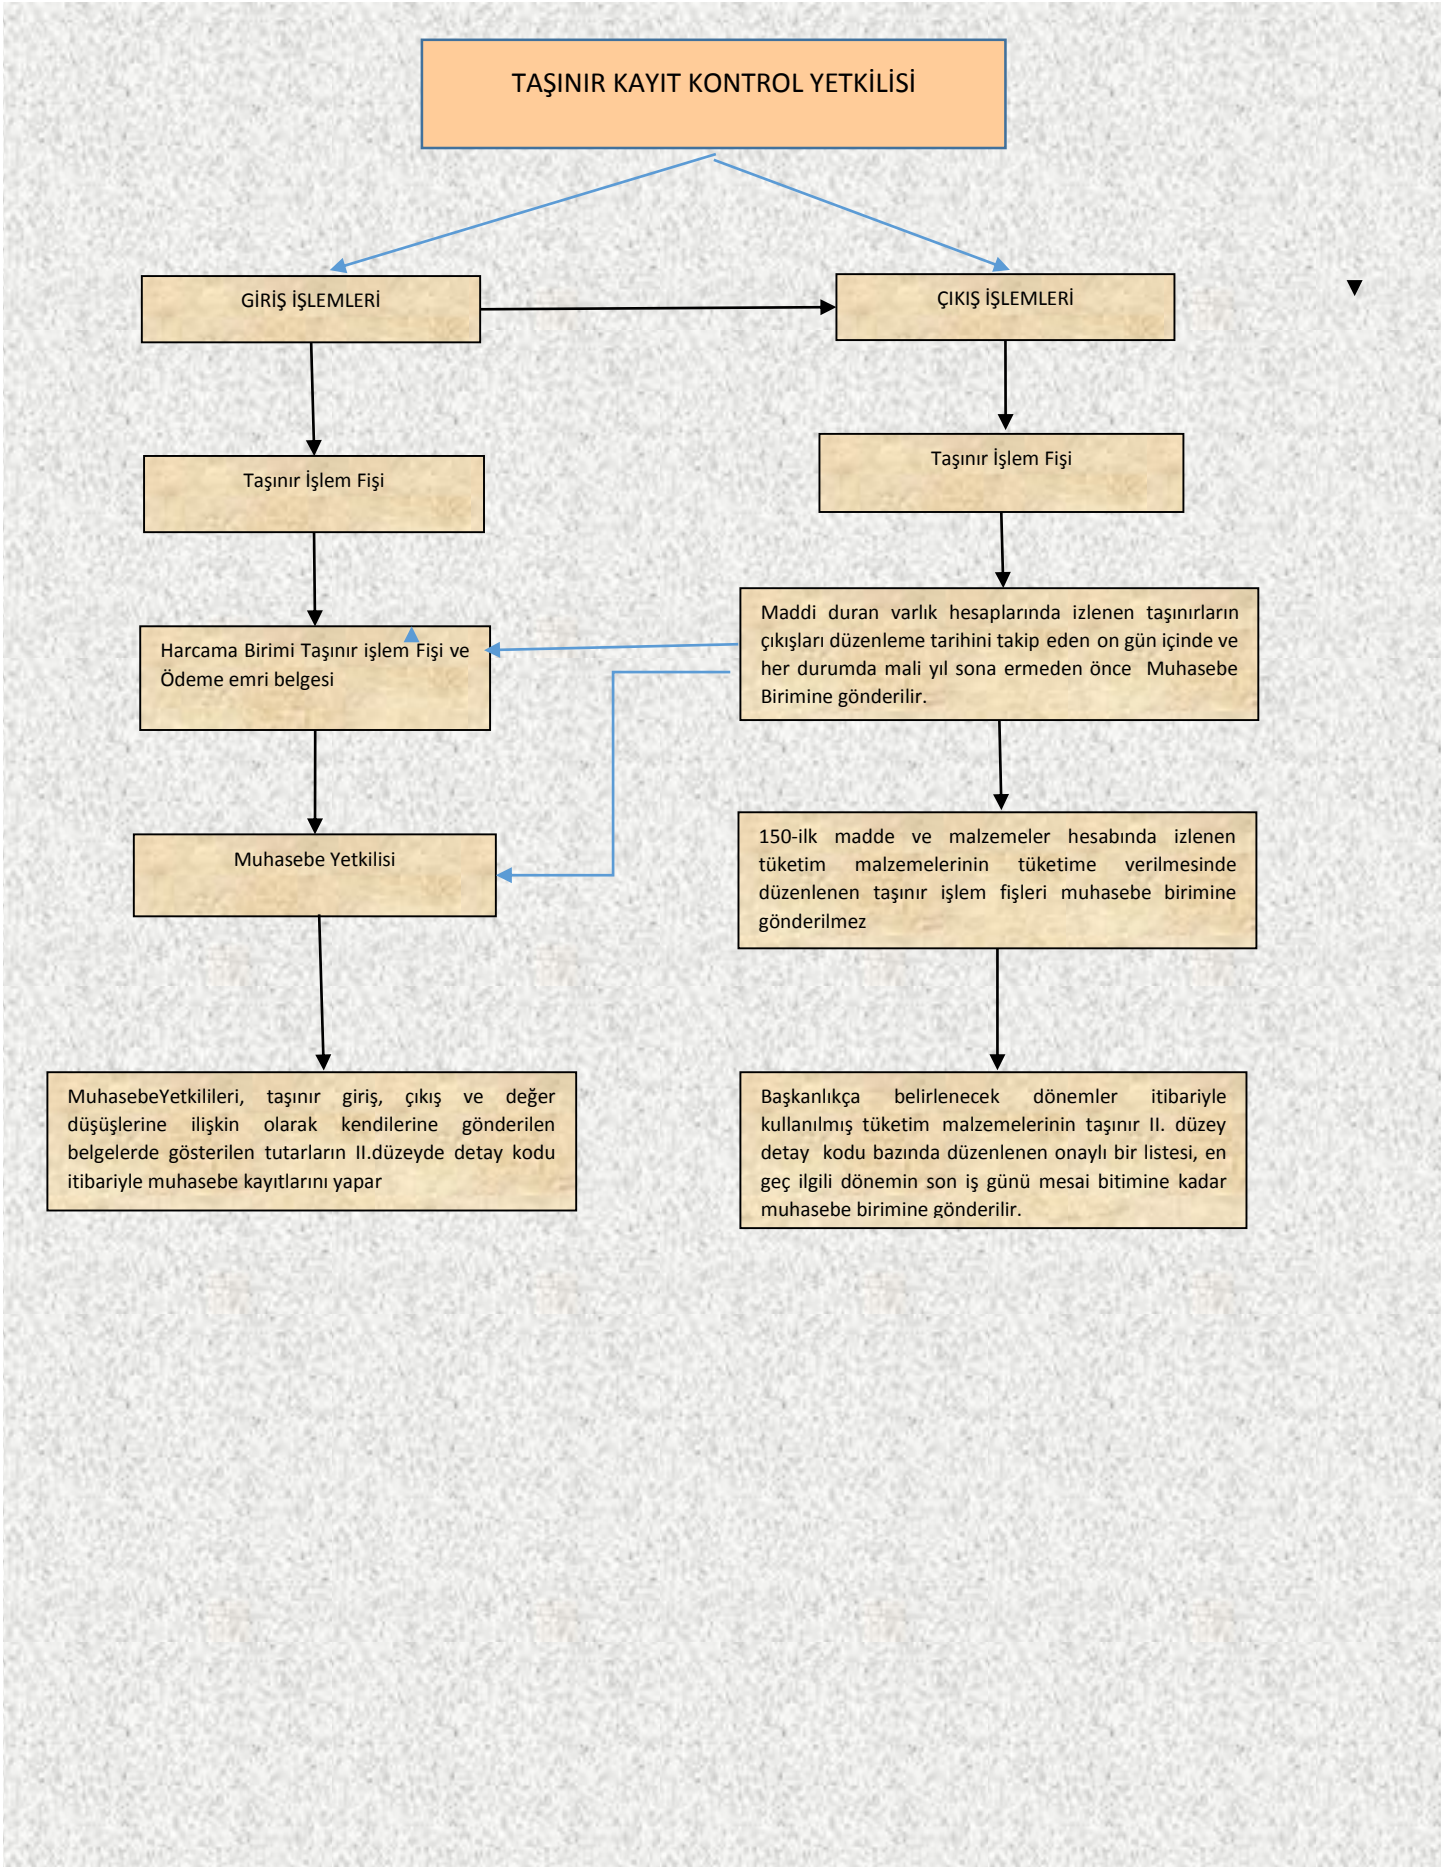 TAŞINIR KAYIT KONTROL YETKİLİSİ
GİRİŞ İŞLEMLERİ
ÇIKIŞ İŞLEMLERİ
Taşınır İşlem Fişi
Taşınır İşlem Fişi
Harcama Birimi Taşınır işlem Fişi ve
Ödeme emri belgesi
Maddi duran varlık hesaplarında izlenen taşınırların
çıkışları düzenleme tarihini takip eden on gün içinde ve
her durumda mali yıl sona ermeden önce Muhasebe
Birimine gönderilir.
Muhasebe Yetkilisi
150-ilk madde ve malzemeler hesabında izlenen
tüketim malzemelerinin tüketime verilmesinde
düzenlenen taşınır işlem fişleri muhasebe birimine
gönderilmez
MuhasebeYetkilileri, taşınır giriş, çıkış ve değer
düşüşlerine ilişkin olarak kendilerine gönderilen
belgelerde gösterilen tutarların II.düzeyde detay kodu
itibariyle muhasebe kayıtlarını yapar
Başkanlıkça belirlenecek dönemler itibariyle
kullanılmış tüketim malzemelerinin taşınır II. düzey
detay kodu bazında düzenlenen onaylı bir listesi, en
geç ilgili dönemin son iş günü mesai bitimine kadar
muhasebe birimine gönderilir.